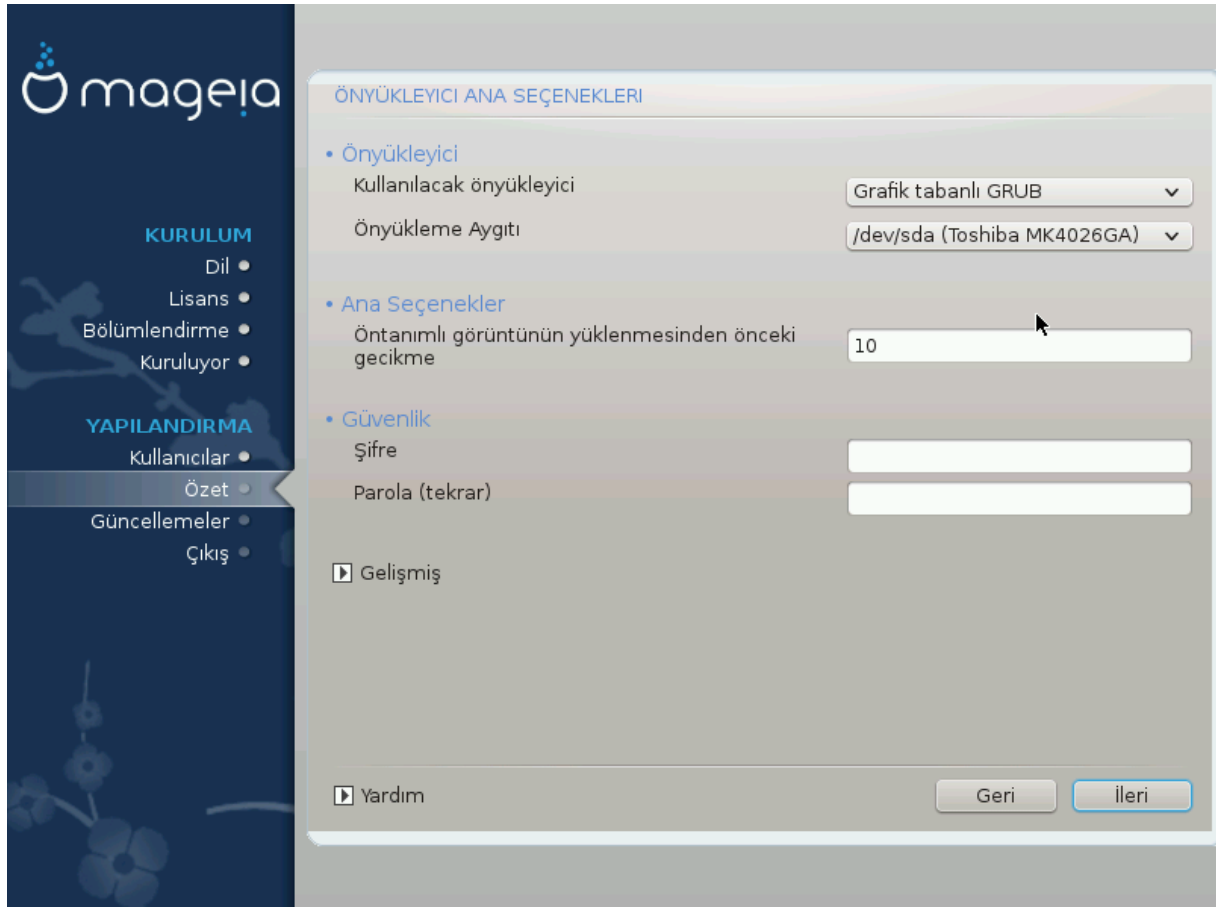 mageia
KURULUM
Dil
Lisans
Bölümlendirme
Kuruluyor
YAPILANDIRMA
Kullanıcılar
Özet
Güncellemeler
Çıkış
ÖNYÜKLEYICI ANA SEÇENEKLERI
• Önyükleyici
Kullanılacak önyükleyici
Grafik tabanlı GRUB
Önyükleme Aygıtı
/dev/sda (Toshiba MK4026GA)
• Ana Seçenekler
Öntanımlı görüntünün yüklenmesinden önceki
gecikme
10
• Güvenlik
Şifre
Parola (tekrar)
Gelişmiş
Yardım
Geri
İleri